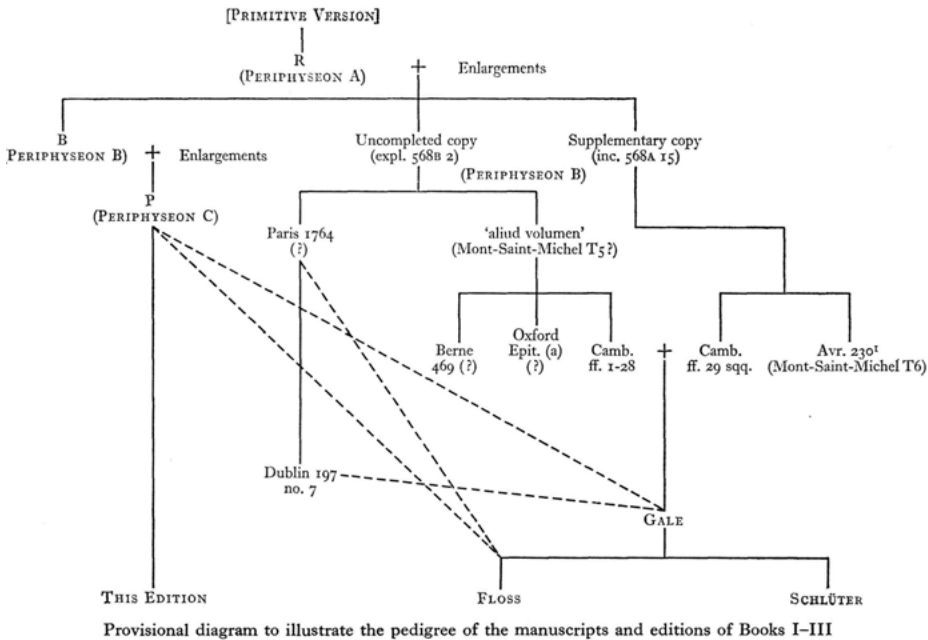 [PRIMITIVE VERSION]
R
(PERIPHYSEON A)
+ Enlargements
B
PERIPHYSEON B)
+ Enlargements
Uncompleted copy
(expl. 568B 2)
(PERIPHYSEON B)
Supplementary copy
(inc. 568A 15)
P
(PERIPHYSEON C)
Paris 1764
(?)
'aliud volumen'
(Mont-Saint-Michel T5?)
Berne
469 (?)
Oxford
Epit. (a)
(?)
Camb.
ff. 1-28
+
Camb.
ff. 29 sqq.
Avr. 230¹
(Mont-Saint-Michel T6)
Dublin 197
no. 7
GALE
THIS EDITION
FLOSS
SCHLÜTER
Provisional diagram to illustrate the pedigree of the manuscripts and editions of Books I–III